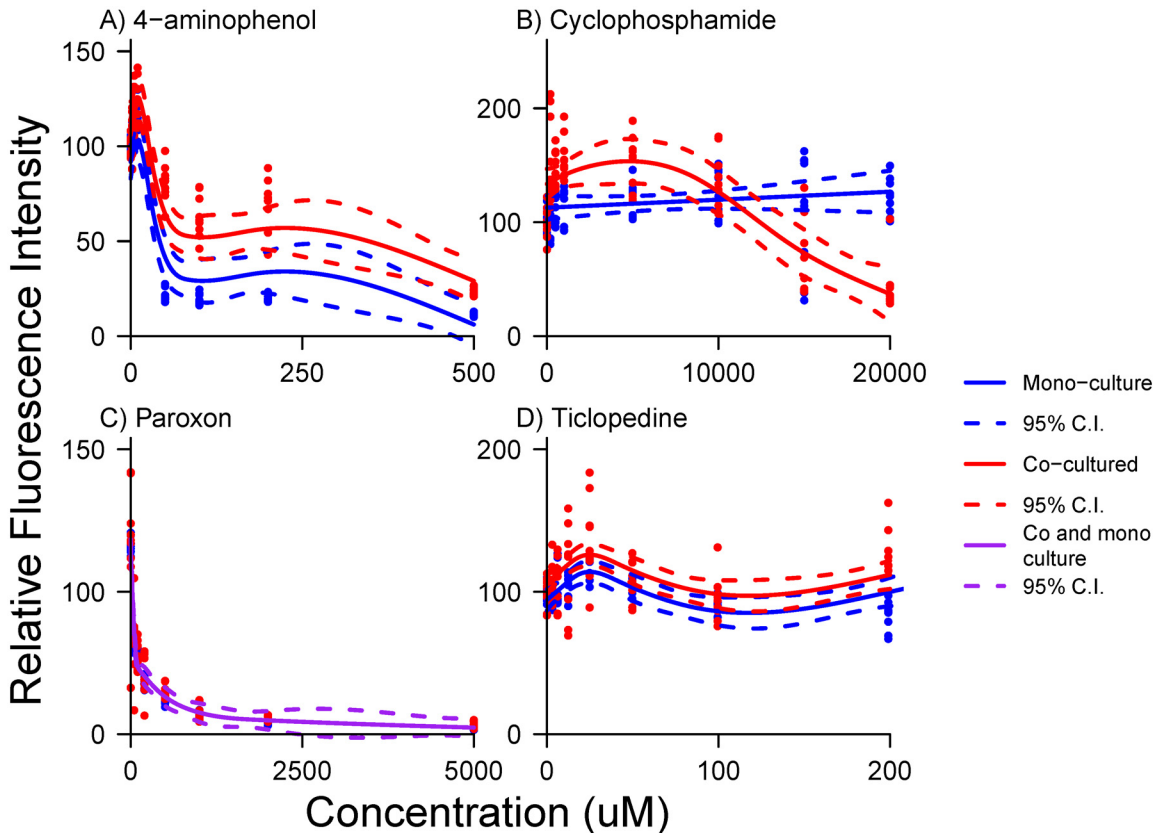 A) 4−aminophenol
B) Cyclophosphamide
150
100
50
0
0
250
500
200
100
0
0
10000
20000
C) Paroxon
D) Ticlopedine
150
100
0
0
2500
5000
200
100
0
0
100
200
Relative Fluorescence Intensity
Concentration (uM)
Mono−culture
95% C.I.
Co−cultured
95% C.I.
Co and mono
culture
95% C.I.